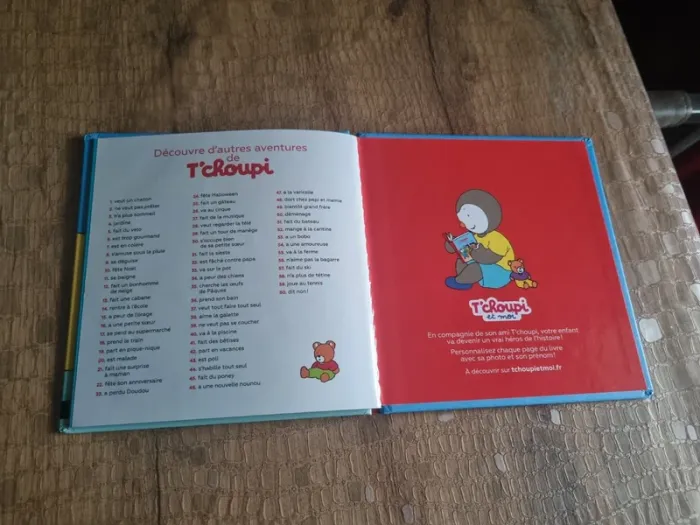 Découvre d'autres aventures
de
T'choupi
1. veut un chaton
2. ne veut pas prêter
3. n'a plus sommeil
4. jardine
5. fait du vélo
6. est trop gourmand
7. est en colère
8. s'amuse sous la pluie
9. se déguise
10. fête Noël
11. se baigne
12. fait un bonhomme
de neige
13. fait une cabane
14. rentre à l'école
15. a peur de l'orage
16. a une petite sœur
17. se perd au supermarché
18. prend le train
19. part en pique-nique
20. est malade
21. fait une surprise
à maman
22. fête son anniversaire
23. a perdu Doudou
24. fête Halloween
25. fait un gâteau
26. va au cirque
27. fait de la musique
28. veut regarder la télé
29. fait un tour de manège
30. s'occupe bien
de sa petite sœur
31. fait la sieste
32. est fâché contre papa
33. va sur le pot
34. a peur des chiens
35. cherche les œufs
de Pâques
36. prend son bain
37. veut tout faire tout seul
38. aime la galette
39. ne veut pas se coucher
40. va à la piscine
41. fait des bêtises
42. part en vacances
43. est poli
44. s'habille tout seul
45. fait du poney
46. a une nouvelle nounou
47. a la varicelle
48. dort chez papi et mamie
49. bientôt grand frère
50. déménage
51. fait du bateau
52. mange à la cantine
53. a un bobo
54. a une amoureuse
55. va à la ferme
56. n'aime pas la bagarre
57. fait du ski
58. n'a plus de tétine
59. joue au tennis
60. dit non !
T'choupi
et moi
En compagnie de son ami T'choupi, votre enfant
va devenir un vrai héros de l'histoire !
Personnalisez chaque page du livre
avec sa photo et son prénom !
À découvrir sur tchoupietmoi.fr